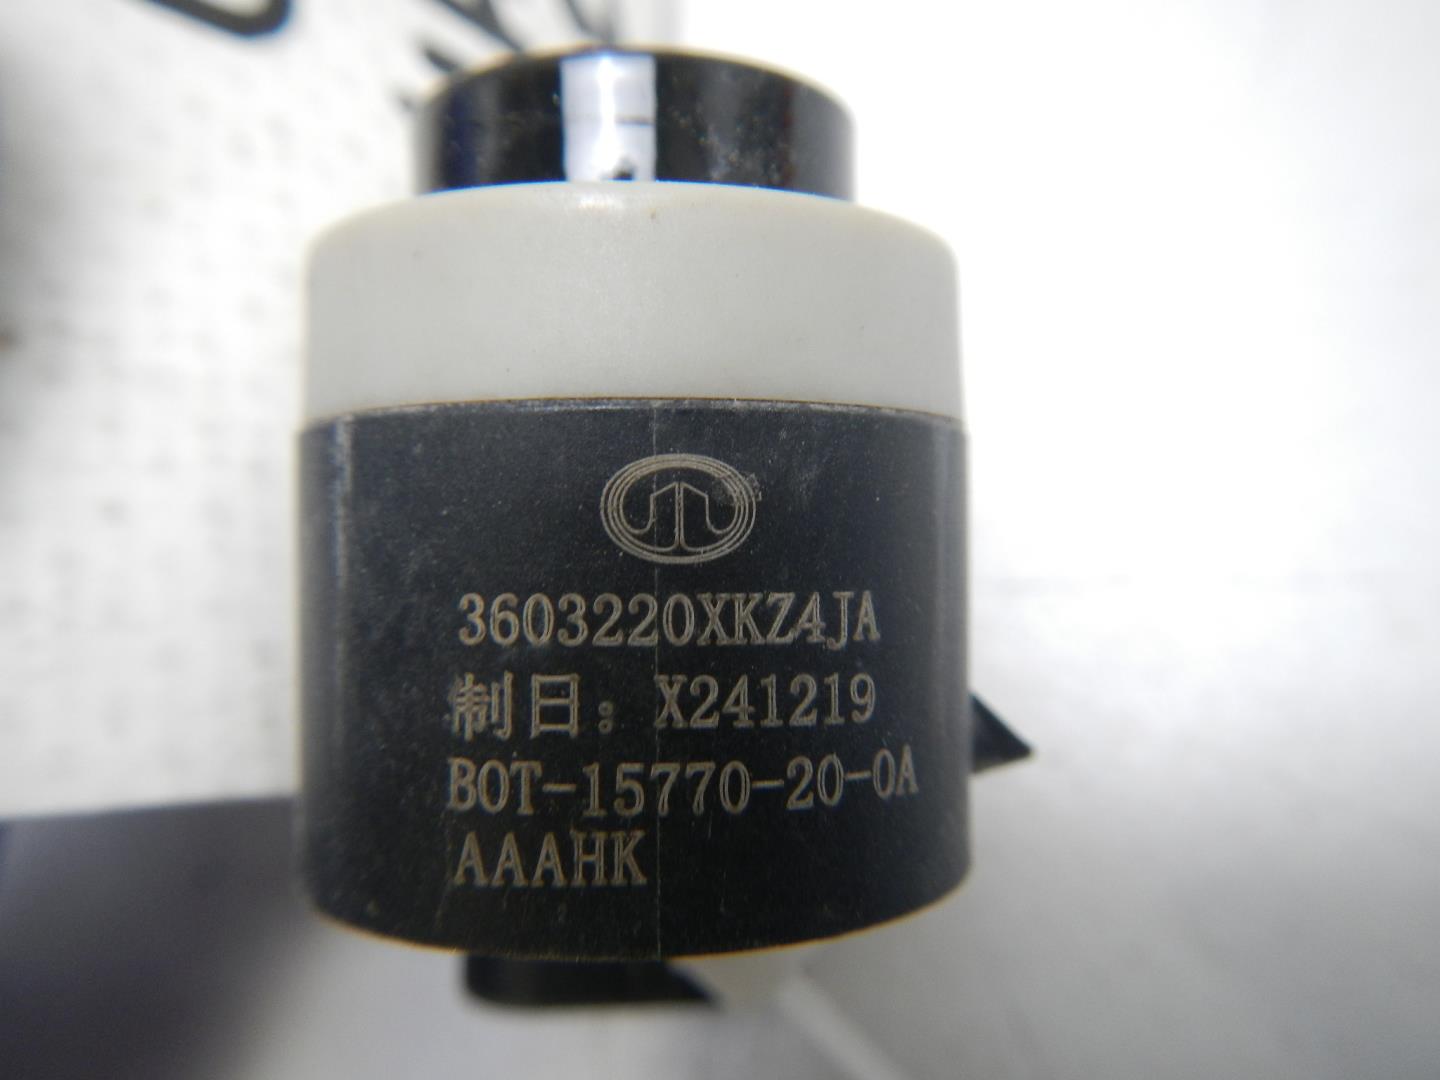 3603220XKZ4JA
制日：X241219
BOT-15770-20-0A
AAAHK